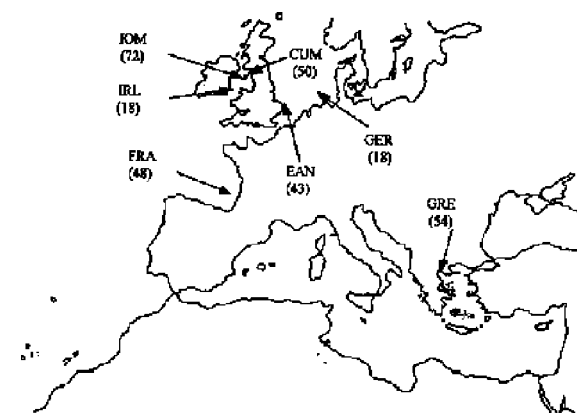 IOM
(72)
CUM
(50)
IRL
(18)
GER
(18)
FRA
(48)
EAN
(43)
GRE
(54)